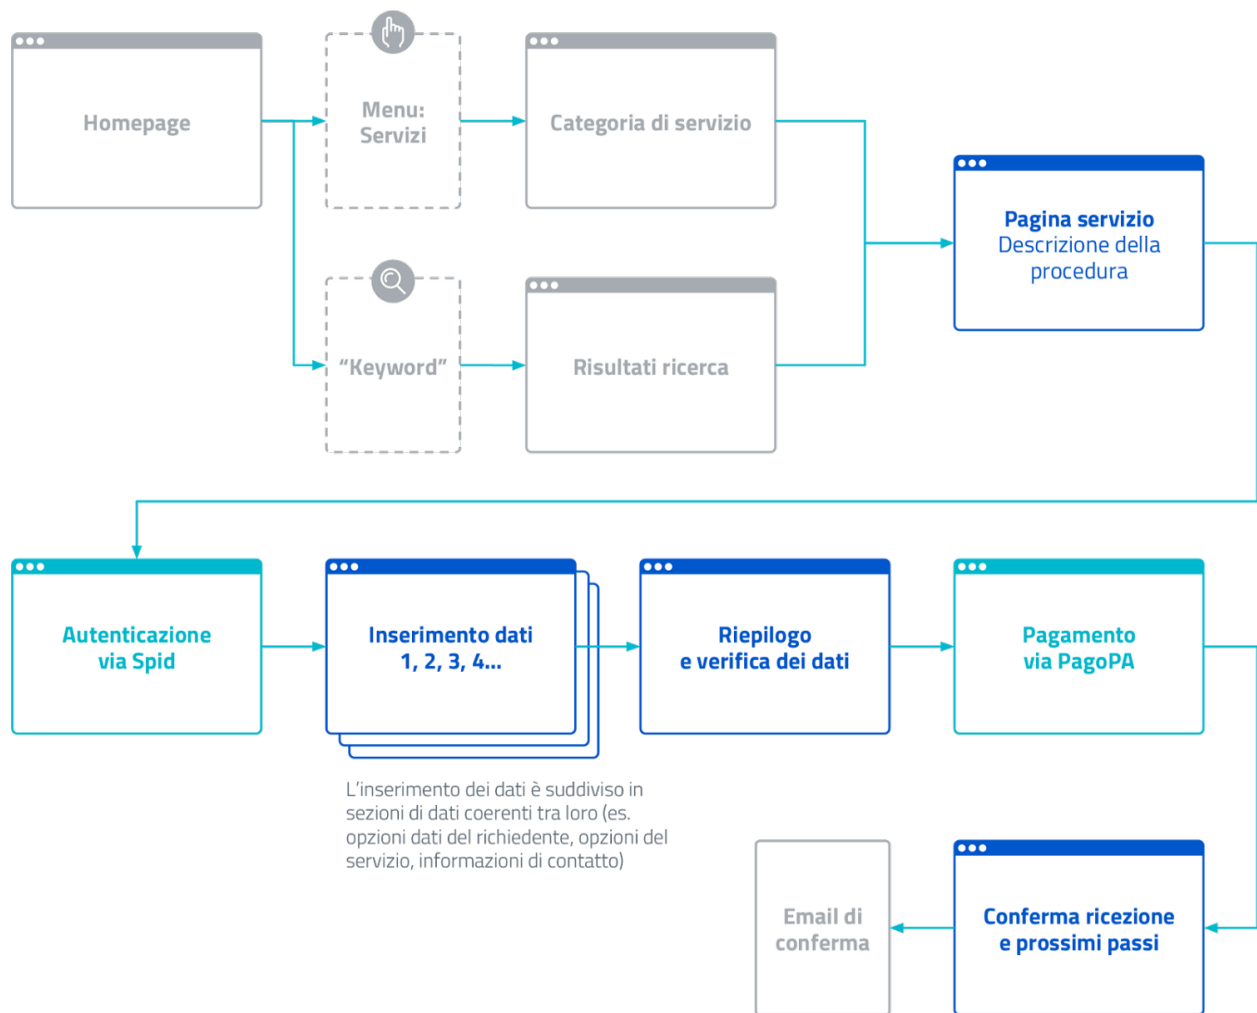 Homepage
Menu:
Servizi
Categoria di servizio
“Keyword”
Risultati ricerca
Pagina servizio
Descrizione della
procedura
Autenticazione
via Spid
Inserimento dati
1, 2, 3, 4...
Riepilogo
e verifica dei dati
Pagamento
via PagoPA
L’inserimento dei dati è suddiviso in
sezioni di dati coerenti tra loro (es.
opzioni dati del richiedente, opzioni del
servizio, informazioni di contatto)
Email di
conferma
Conferma ricezione
e prossimi passi